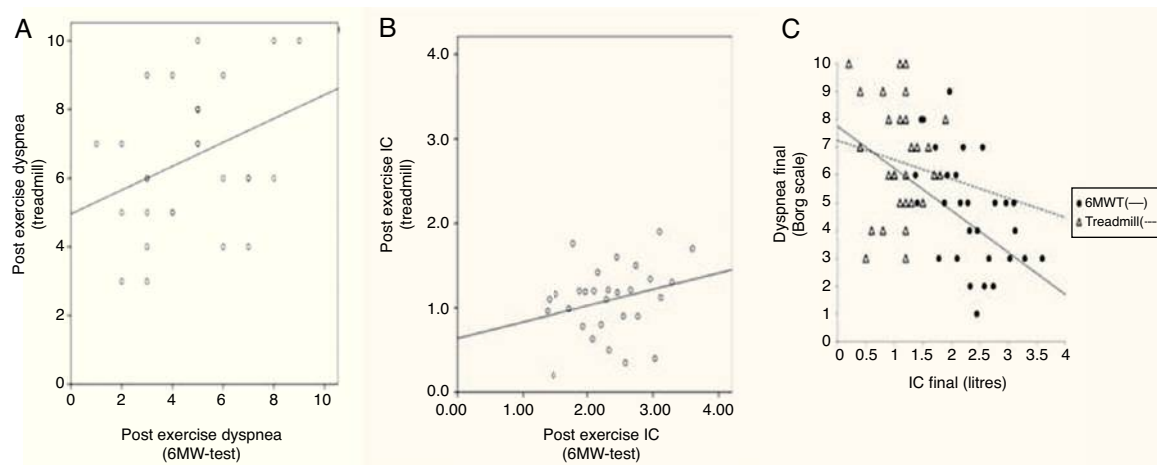 A
Post exercise dyspnea
(treadmill)
10
8
6
4
2
0
0 2 4 6 8 10
Post exercise dyspnea
(6MW-test)
B
Post exercise IC
(treadmill)
4.0
3.0
2.0
1.0
0.0
0.00 1.00 2.00 3.00 4.00
Post exercise IC
(6MW-test)
C
Dyspnea final
(Borg scale)
10
9
8
7
6
5
4
3
2
1
0
0 0.5 1 1.5 2 2.5 3 3.5 4
IC final (litres)
6MWT(—)
Treadmill(---